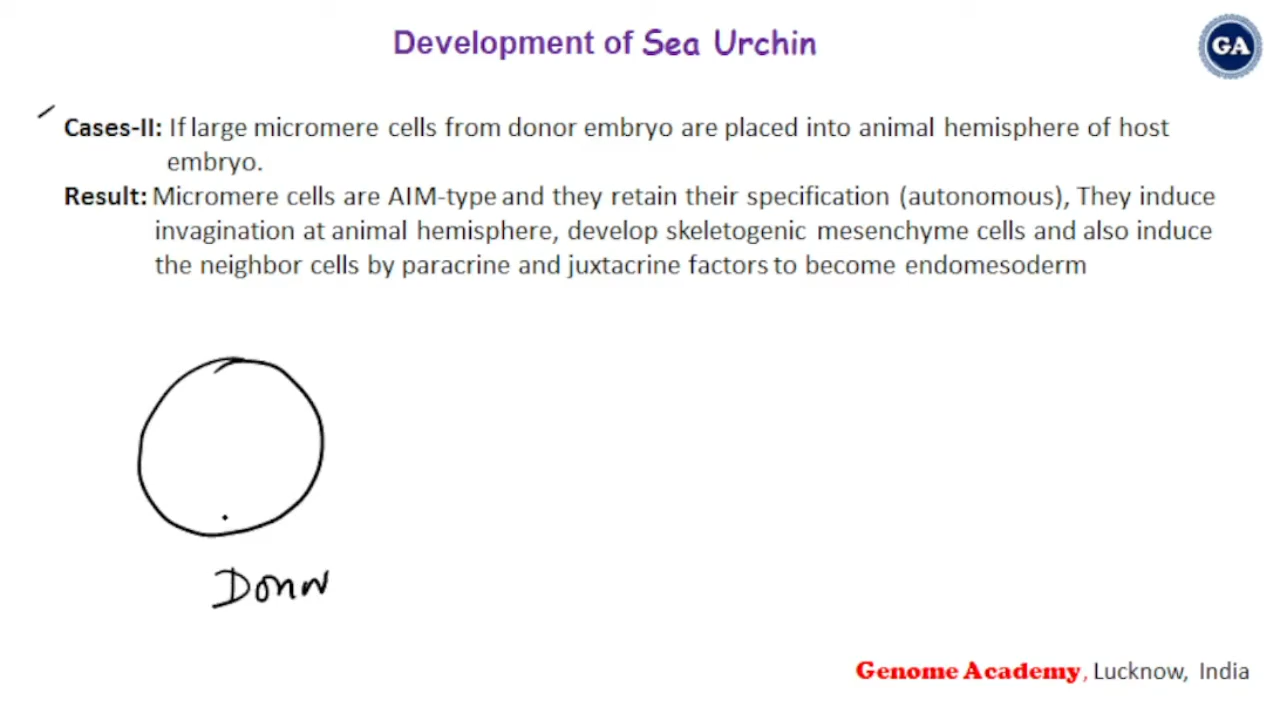 Development of Sea Urchin
GA
Cases-II: If large micromere cells from donor embryo are placed into animal hemisphere of host
embryo.
Result: Micromere cells are AIM-type and they retain their specification (autonomous), They induce
invagination at animal hemisphere, develop skeletogenic mesenchyme cells and also induce
the neighbor cells by paracrine and juxtacrine factors to become endomesoderm
Donor
Genome Academy, Lucknow, India